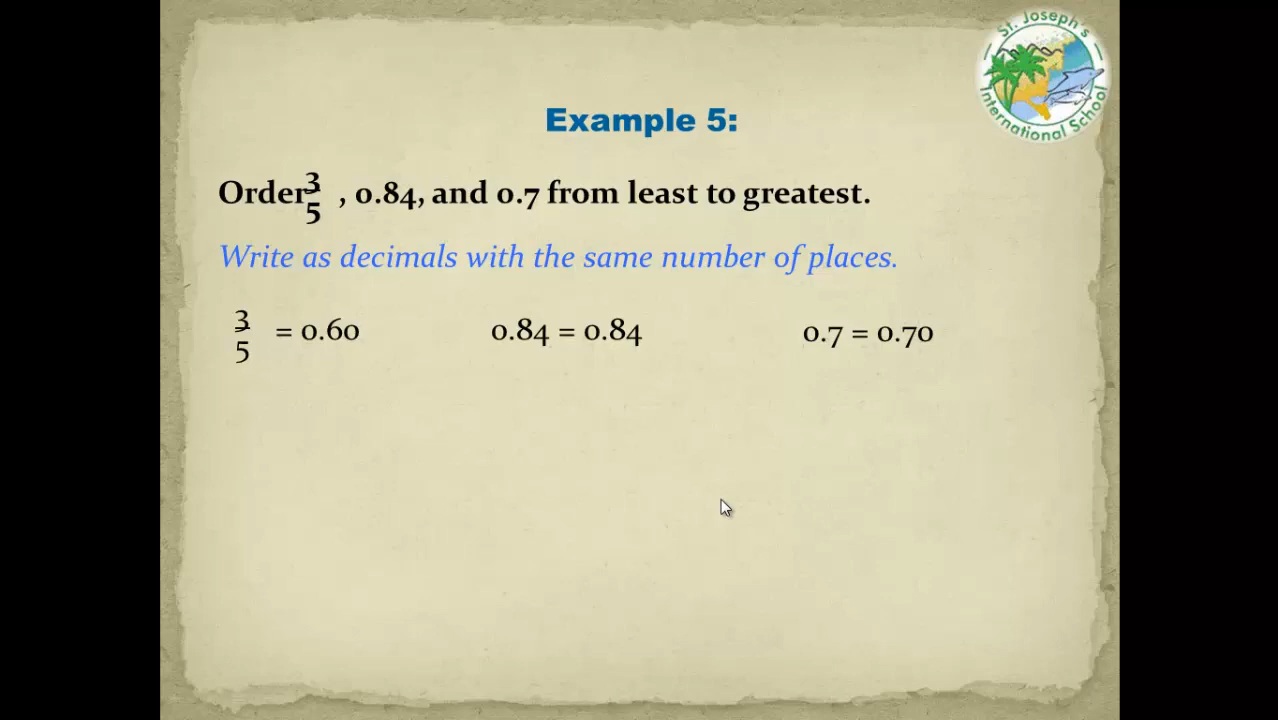 St. Joseph's
International School
Example 5:
Order 3/5 , 0.84, and 0.7 from least to greatest.
Write as decimals with the same number of places.
3/5 = 0.60 0.84 = 0.84 0.7 = 0.70